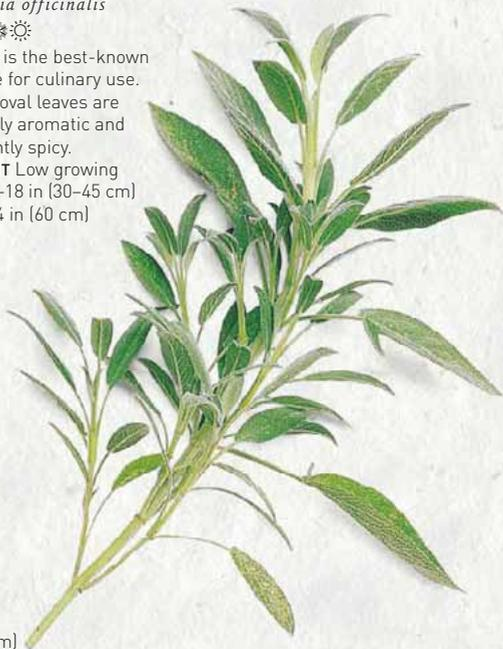 ia officinalis
is the best-known
e for culinary use.
oval leaves are
ly aromatic and
ntly spicy.
T Low growing
-18 in (30–45 cm)
4 in (60 cm)
m)